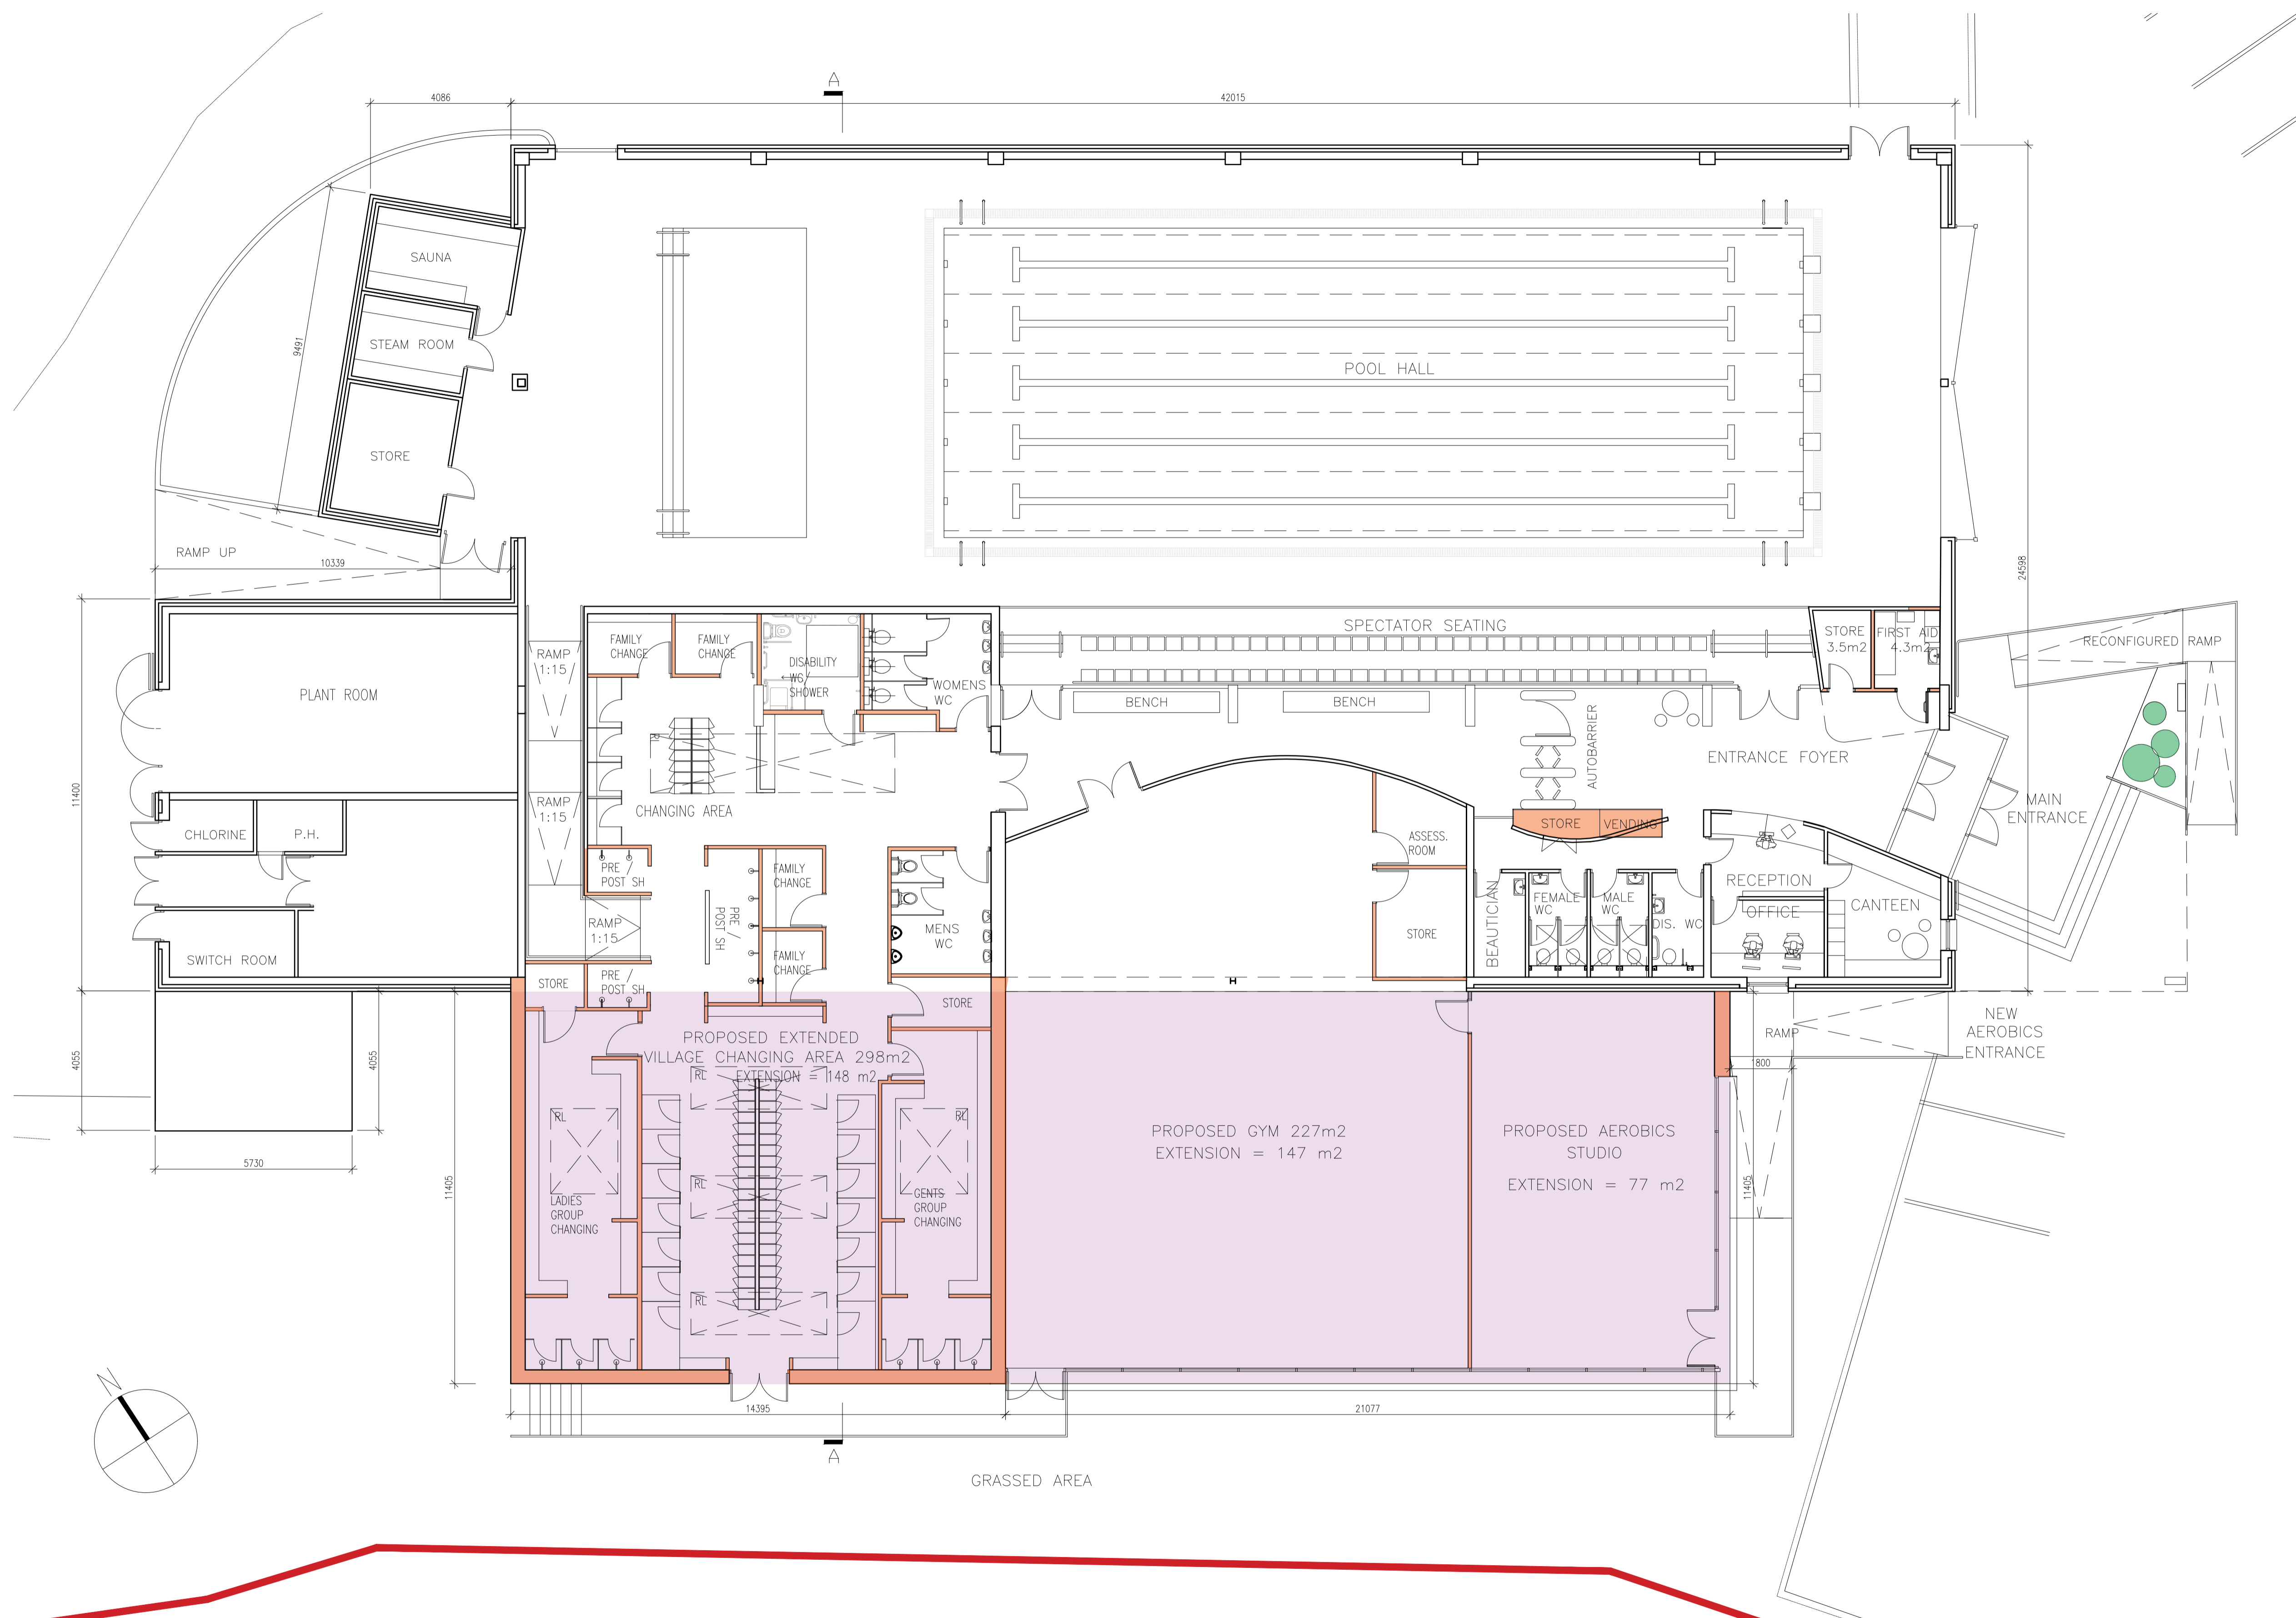 A
4086
42015
SAUNA
STEAM ROOM
9491
STORE
POOL HALL
RAMP UP
10339
24598
SPECTATOR SEATING
STORE
3.5m2
FIRST AID
4.3m2
RECONFIGURED RAMP
FAMILY
CHANGE
FAMILY
CHANGE
RAMP
1:15
DISABILITY
WC /
SHOWER
WOMENS
WC
BENCH
BENCH
PLANT ROOM
AUTOBARRIER
ENTRANCE FOYER
11400
RAMP
1:15
CHANGING AREA
MAIN
ENTRANCE
CHLORINE
P.H.
STORE
VENDING
ASSESS.
ROOM
PRE /
POST SH
FAMILY
CHANGE
RECEPTION
PRE /
POST SH
BEAUTICIAN
FEMALE
WC
MALE
WC
DIS. WC
OFFICE
CANTEEN
RAMP
1:15
MENS
WC
STORE
SWITCH ROOM
FAMILY
CHANGE
STORE
PRE /
POST SH
STORE
NEW
AEROBICS
ENTRANCE
RAMP
1800
PROPOSED EXTENDED
VILLAGE CHANGING AREA 298m2
EXTENSION = 148 m2
4055
4055
RL
RL
RL
RL
RL
PROPOSED GYM 227m2
EXTENSION = 147 m2
PROPOSED AEROBICS
STUDIO
EXTENSION = 77 m2
5730
11405
11405
LADIES
GROUP
CHANGING
GENTS
GROUP
CHANGING
N
14395
21077
A
GRASSED AREA